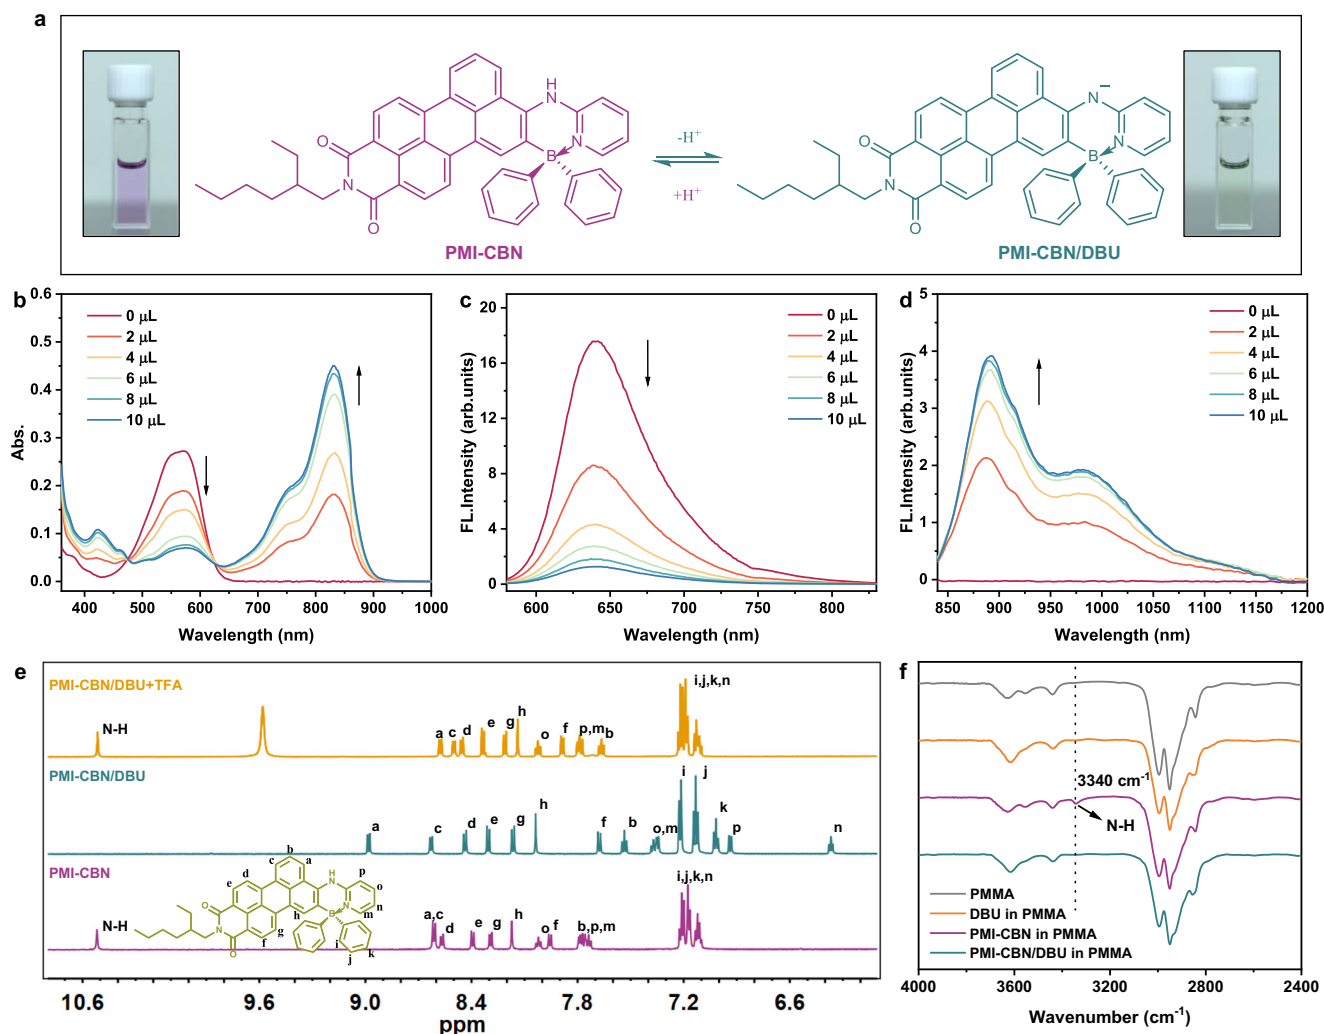 a
H
N
N
B
O
N
O
PMI-CBN
-H⁺
+H⁺
N⁻
N
B
O
N
O
PMI-CBN/DBU
b
0.6
0.5
0.4
0.3
0.2
0.1
0.0
Abs.
0 μL
2 μL
4 μL
6 μL
8 μL
10 μL
400 500 600 700 800 900 1000
Wavelength (nm)
c
20
16
12
8
4
0
FL.Intensity (arb.units)
0 μL
2 μL
4 μL
6 μL
8 μL
10 μL
600 650 700 750 800
Wavelength (nm)
d
5
4
3
2
1
0
FL.Intensity (arb.units)
0 μL
2 μL
4 μL
6 μL
8 μL
10 μL
850 900 950 1000 1050 1100 1150 1200
Wavelength (nm)
e
PMI-CBN/DBU+TFA
N-H a c d e g h o f p,m b i,j,k,n
PMI-CBN/DBU
a c d e g h f b o,m i j k p n
PMI-CBN
N-H a,c d e g h o f b,p,m i,j,k,n
b
c a
d
e
H
N
p
o
n
m
N
B
h
g
f
i
j
k
O
N
O
10.6 9.6 9.0 8.4 7.8 7.2 6.6
ppm
f
3340 cm⁻¹
N-H
PMMA
DBU in PMMA
PMI-CBN in PMMA
PMI-CBN/DBU in PMMA
4000 3600 3200 2800 2400
Wavenumber (cm⁻¹)